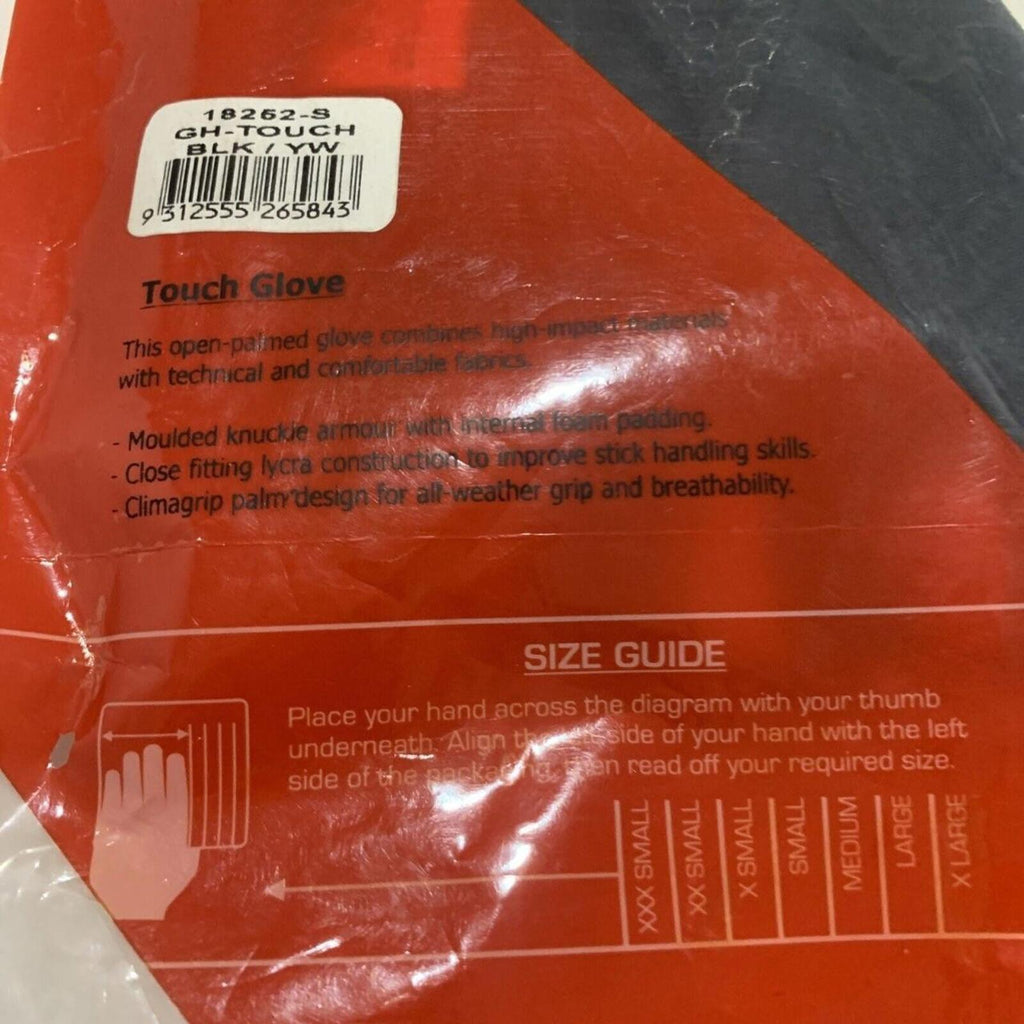 18252-S
GH-TOUCH
BLK / YW
9 312555 265843
Touch Glove
This open-palmed glove combines high-impact materials
with technical and comfortable fabrics.
- Moulded knuckle armour with internal foam padding.
- Close fitting lycra construction to improve stick handling skills.
- Climagrip palm design for all-weather grip and breathability.
SIZE GUIDE
Place your hand across the diagram with your thumb
underneath. Align the side of your hand with the left
side of the packaging, then read off your required size.
XXX SMALL
XX SMALL
X SMALL
SMALL
MEDIUM
LARGE
X LARGE